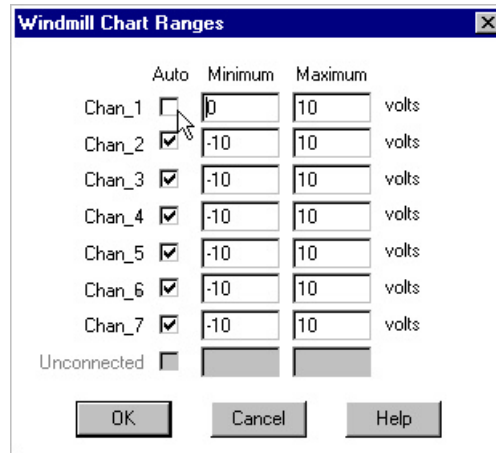 Windmill Chart Ranges
Auto Minimum Maximum
Chan_1 0 10 volts
Chan_2 -10 10 volts
Chan_3 -10 10 volts
Chan_4 -10 10 volts
Chan_5 -10 10 volts
Chan_6 -10 10 volts
Chan_7 -10 10 volts
Unconnected
OK Cancel Help